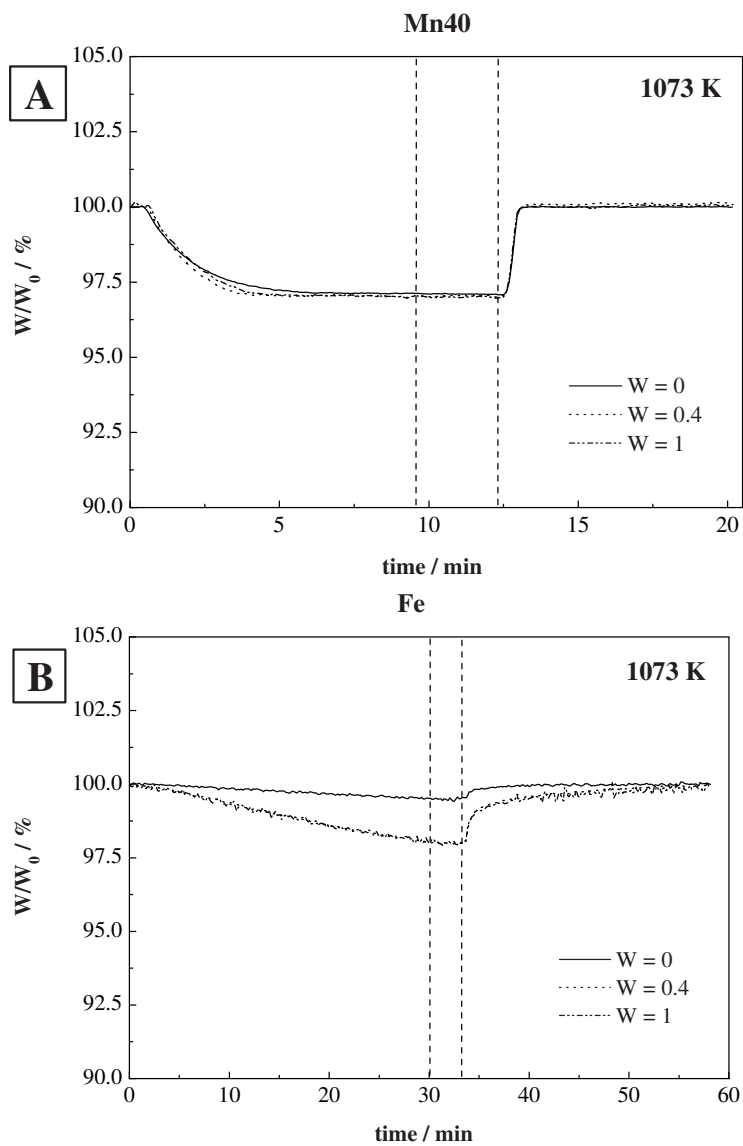 Mn40
A
1073 K
105.0
102.5
100.0
97.5
95.0
92.5
90.0
W/W₀ / %
W = 0
W = 0.4
W = 1
0 5 10 15 20
time / min
Fe
B
1073 K
105.0
102.5
100.0
97.5
95.0
92.5
90.0
W/W₀ / %
W = 0
W = 0.4
W = 1
0 10 20 30 40 50 60
time / min